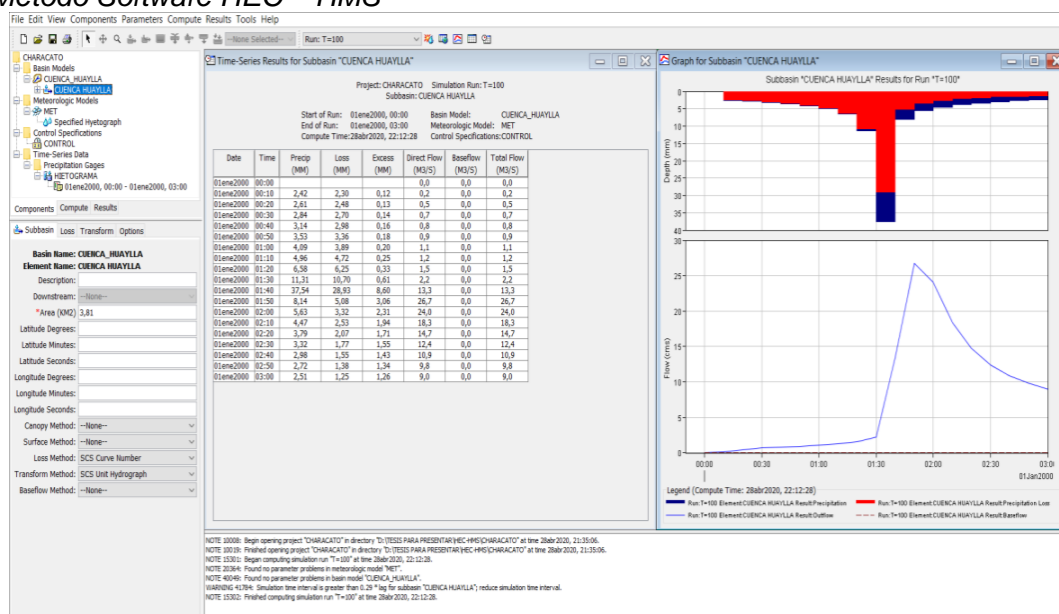 Método Software HEC – HMS
File Edit View Components Parameters Compute Results Tools Help
--None Selected-- Run: T=100
CHARACATO
Basin Models
CUENCA_HUAYLLA
CUENCA HUAYLLA
Meteorologic Models
MET
Specified Hyetograph
Control Specifications
CONTROL
Time-Series Data
Precipitation Gages
HIETOGRAMA
01ene2000, 00:00 - 01ene2000, 03:00
Components Compute Results
Subbasin Loss Transform Options
Basin Name: CUENCA_HUAYLLA
Element Name: CUENCA HUAYLLA
Description:
Downstream: --None--
*Area (KM2) 3,81
Latitude Degrees:
Latitude Minutes:
Latitude Seconds:
Longitude Degrees:
Longitude Minutes:
Longitude Seconds:
Canopy Method: --None--
Surface Method: --None--
Loss Method: SCS Curve Number
Transform Method: SCS Unit Hydrograph
Baseflow Method: --None--
Time-Series Results for Subbasin "CUENCA HUAYLLA"
Project: CHARACATO Simulation Run: T=100
Subbasin: CUENCA HUAYLLA
Start of Run: 01ene2000, 00:00 Basin Model: CUENCA_HUAYLLA
End of Run: 01ene2000, 03:00 Meteorologic Model: MET
Compute Time:28abr2020, 22:12:28 Control Specifications:CONTROL
Date Time Precip Loss Excess Direct Flow Baseflow Total Flow
(MM) (MM) (MM) (M3/S) (M3/S) (M3/S)
01ene2000 00:00 0,0 0,0 0,0
01ene2000 00:10 2,42 2,30 0,12 0,2 0,0 0,2
01ene2000 00:20 2,61 2,48 0,13 0,5 0,0 0,5
01ene2000 00:30 2,84 2,70 0,14 0,7 0,0 0,7
01ene2000 00:40 3,14 2,98 0,16 0,8 0,0 0,8
01ene2000 00:50 3,53 3,36 0,18 0,9 0,0 0,9
01ene2000 01:00 4,09 3,89 0,20 1,1 0,0 1,1
01ene2000 01:10 4,96 4,72 0,25 1,2 0,0 1,2
01ene2000 01:20 6,58 6,25 0,33 1,5 0,0 1,5
01ene2000 01:30 11,31 10,70 0,61 2,2 0,0 2,2
01ene2000 01:40 37,54 28,93 8,60 13,3 0,0 13,3
01ene2000 01:50 8,14 5,08 3,06 26,7 0,0 26,7
01ene2000 02:00 5,63 3,32 2,31 24,0 0,0 24,0
01ene2000 02:10 4,47 2,53 1,94 18,3 0,0 18,3
01ene2000 02:20 3,79 2,07 1,71 14,7 0,0 14,7
01ene2000 02:30 3,32 1,77 1,55 12,4 0,0 12,4
01ene2000 02:40 2,98 1,55 1,43 10,9 0,0 10,9
01ene2000 02:50 2,72 1,38 1,34 9,8 0,0 9,8
01ene2000 03:00 2,51 1,25 1,26 9,0 0,0 9,0
Graph for Subbasin "CUENCA HUAYLLA"
Subbasin "CUENCA HUAYLLA" Results for Run "T=100"
Depth (mm)
0
5
10
15
20
25
30
35
40
Flow (cms)
30
25
20
15
10
5
0
00:00 00:30 01:00 01:30 02:00 02:30 03:00
01Jan2000
Legend (Compute Time: 28abr2020, 22:12:28)
Run:T=100 Element:CUENCA HUAYLLA Result:Precipitation Run:T=100 Element:CUENCA HUAYLLA Result:Precipitation Loss
Run:T=100 Element:CUENCA HUAYLLA Result:Outflow Run:T=100 Element:CUENCA HUAYLLA Result:Baseflow
NOTE 10008: Begin opening project "CHARACATO" in directory "D:\TESIS PARA PRESENTAR\HEC-HMS\CHARACATO" at time 28abr2020, 21:35:06.
NOTE 10019: Finished opening project "CHARACATO" in directory "D:\TESIS PARA PRESENTAR\HEC-HMS\CHARACATO" at time 28abr2020, 21:35:06.
NOTE 15301: Began computing simulation run "T=100" at time 28abr2020, 22:12:28.
NOTE 20364: Found no parameter problems in meteorologic model "MET".
NOTE 40049: Found no parameter problems in basin model "CUENCA_HUAYLLA".
WARNING 41784: Simulation time interval is greater than 0.29 * lag for subbasin "CUENCA HUAYLLA"; reduce simulation time interval.
NOTE 15302: Finished computing simulation run "T=100" at time 28abr2020, 22:12:28.